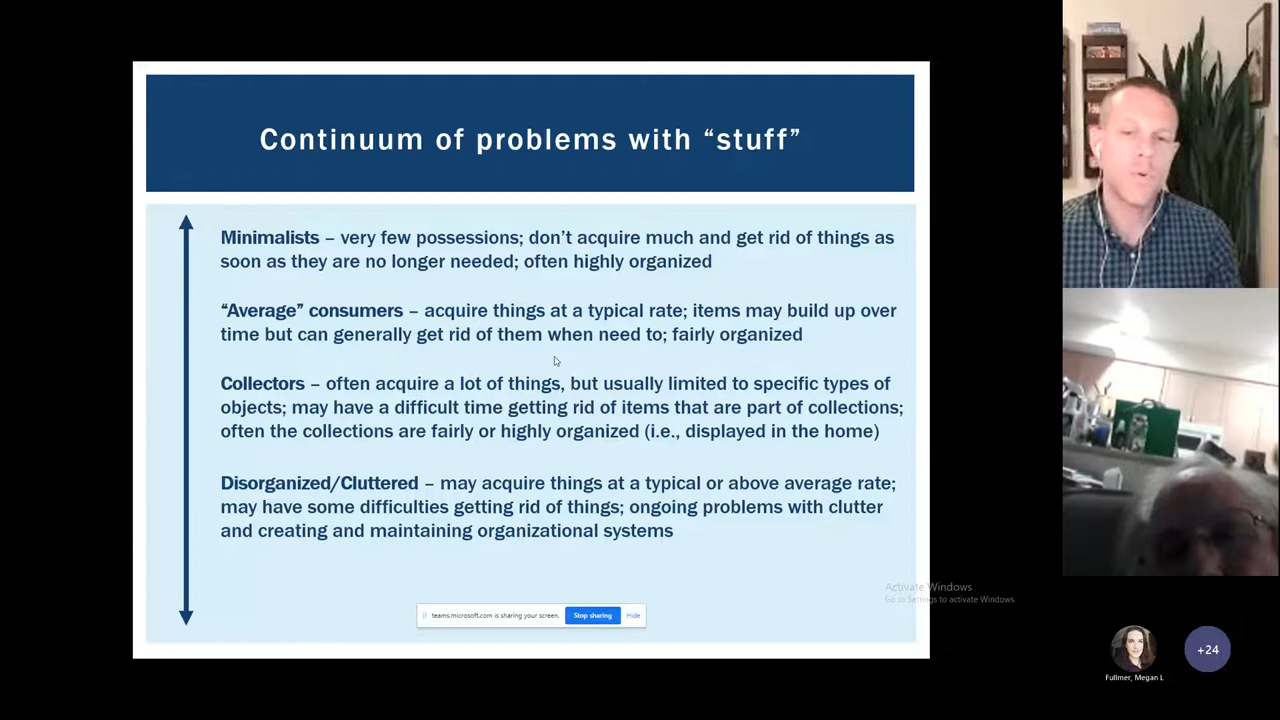 Continuum of problems with “stuff”
Minimalists – very few possessions; don’t acquire much and get rid of things as
soon as they are no longer needed; often highly organized
“Average” consumers – acquire things at a typical rate; items may build up over
time but can generally get rid of them when need to; fairly organized
Collectors – often acquire a lot of things, but usually limited to specific types of
objects; may have a difficult time getting rid of items that are part of collections;
often the collections are fairly or highly organized (i.e., displayed in the home)
Disorganized/Cluttered – may acquire things at a typical or above average rate;
may have some difficulties getting rid of things; ongoing problems with clutter
and creating and maintaining organizational systems
Activate Windows
Go to Settings to activate Windows.
teams.microsoft.com is sharing your screen.
Stop sharing
Hide
+24
Fullmer, Megan L